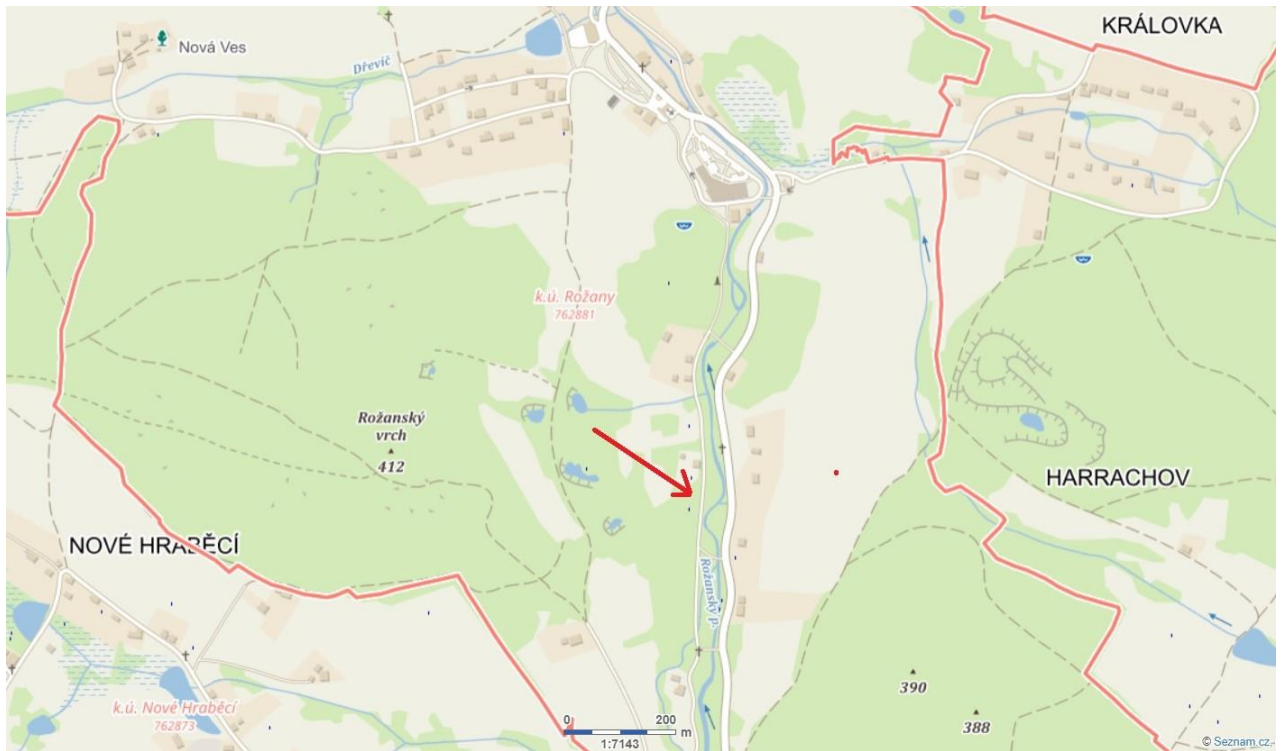 KRÁLOVKA
Nová Ves
Dřevíč
k.ú. Rožany
762881
Rožanský
vrch
412
HARRACHOV
NOVÉ HRABĚCÍ
Rožanský p.
k.ú. Nové Hraběcí
762873
390
388
0 200
m
1:7143
© Seznam.cz